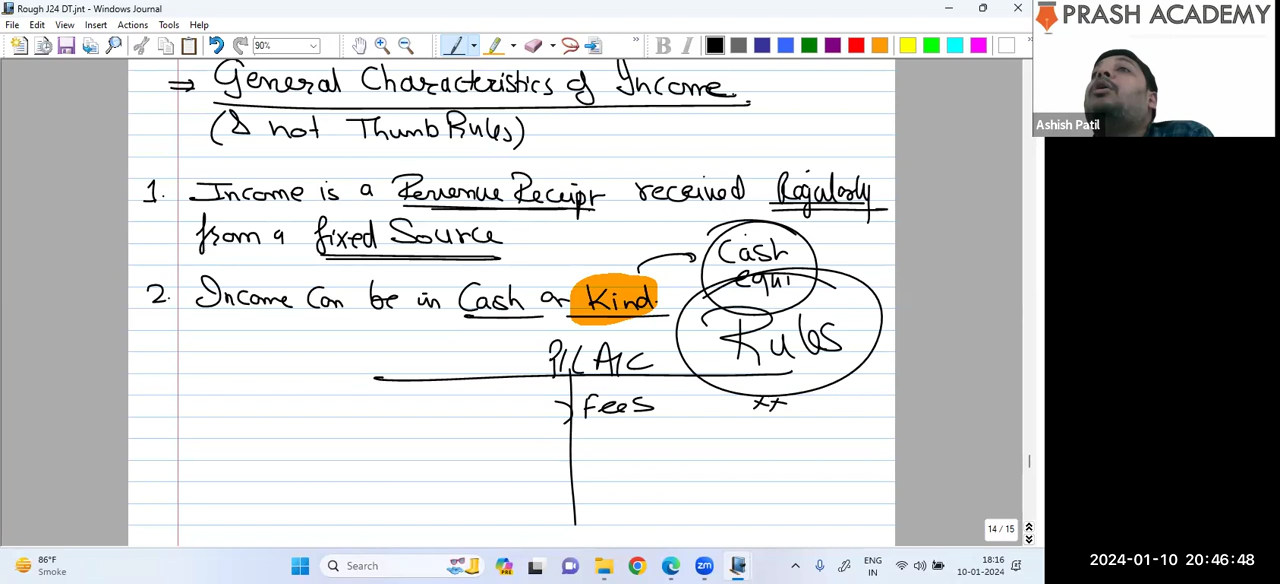 Rough J24 DT.jnt - Windows Journal
File Edit View Insert Actions Tools Help
90%
PRASH ACADEMY
Ashish Patil
⇒ General Characteristics of Income
(& not Thumb Rules)
1. Income is a Revenue Receipt received Regularly
from a fixed Source
2. Income Can be in Cash or Kind.
Cash
equi
Rules
P/L A/C
Fees xx
14 / 15
86°F
Smoke
Search
ENG
IN
18:16
10-01-2024
2024-01-10 20:46:48